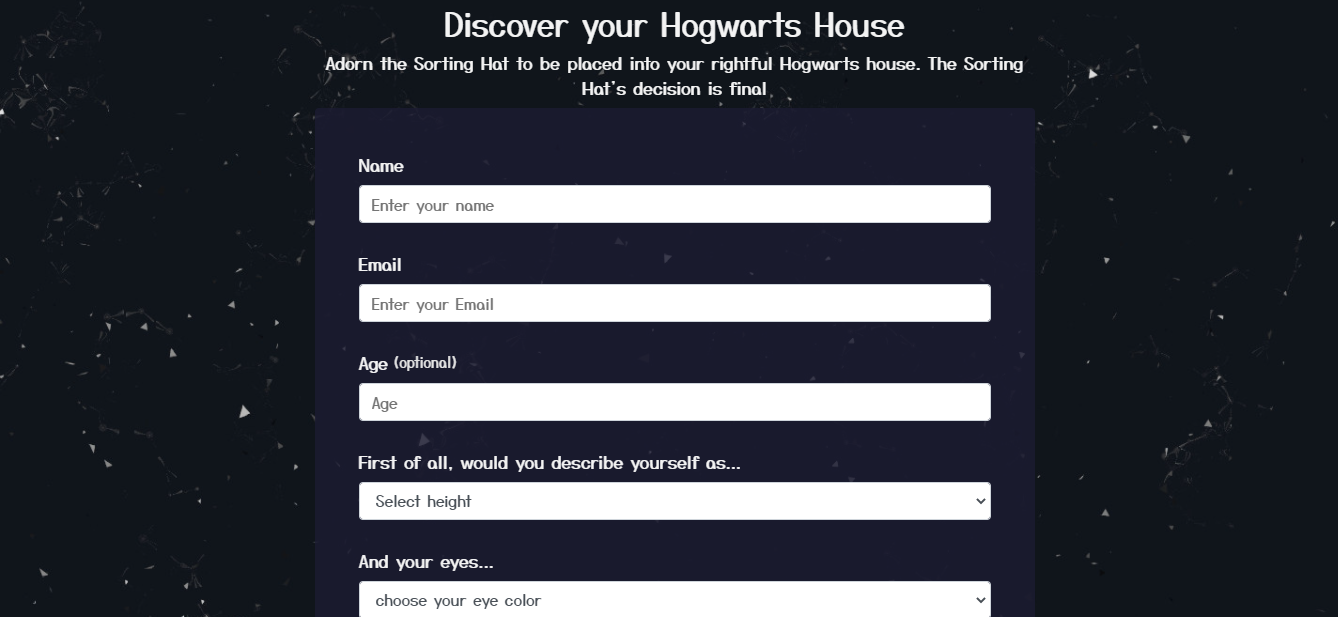 Discover your Hogwarts House
Adorn the Sorting Hat to be placed into your rightful Hogwarts house. The Sorting
Hat's decision is final
Name
Enter your name
Email
Enter your Email
Age (optional)
Age
First of all, would you describe yourself as...
Select height
And your eyes...
choose your eye color